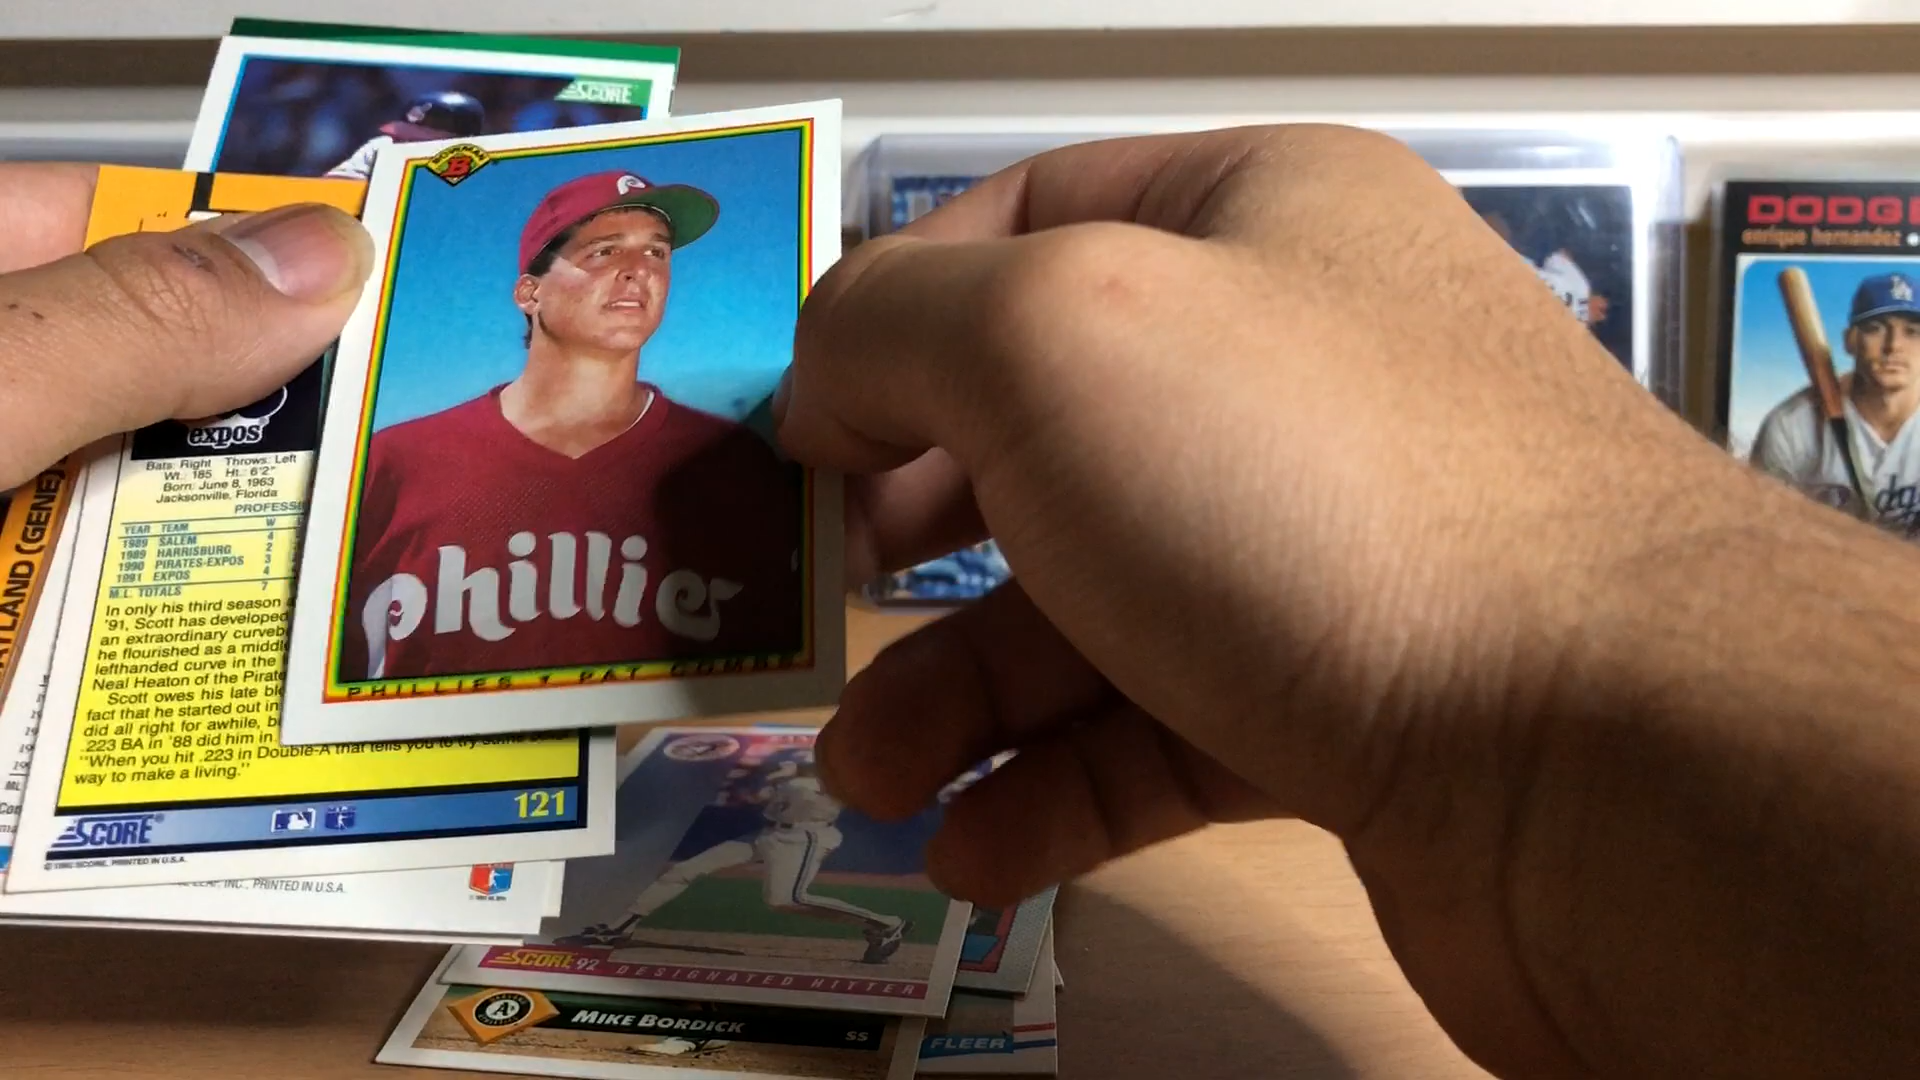 SCORE
BOWMAN
B
P
phillies
PHILLIES PAT COMBS
DODG
enrique hernandez
LA
expos
Bats: Right Throws: Left
Wt.: 185 Ht.: 6'2"
Born: June 8, 1963
Jacksonville, Florida
PROFESSI
YEAR TEAM W
1989 SALEM 4
1989 HARRISBURG 2
1990 PIRATES-EXPOS 3
1991 EXPOS 4
M.L. TOTALS 7
In only his third season
'91, Scott has developed
an extraordinary curveb
he flourished as a middl
lefthanded curve in the
Neal Heaton of the Pirate
Scott owes his late bl
fact that he started out in
did all right for awhile, b
.223 BA in '88 did him in.
"When you hit .223 in Double-A that tells you to try some
way to make a living."
SCORE
121
© 1992 SCORE, PRINTED IN U.S.A.
LEAF, INC., PRINTED IN U.S.A.
YLAND (GENE)
SCORE 92 DESIGNATED HITTER
A
MIKE BORDICK
SS
FLEER